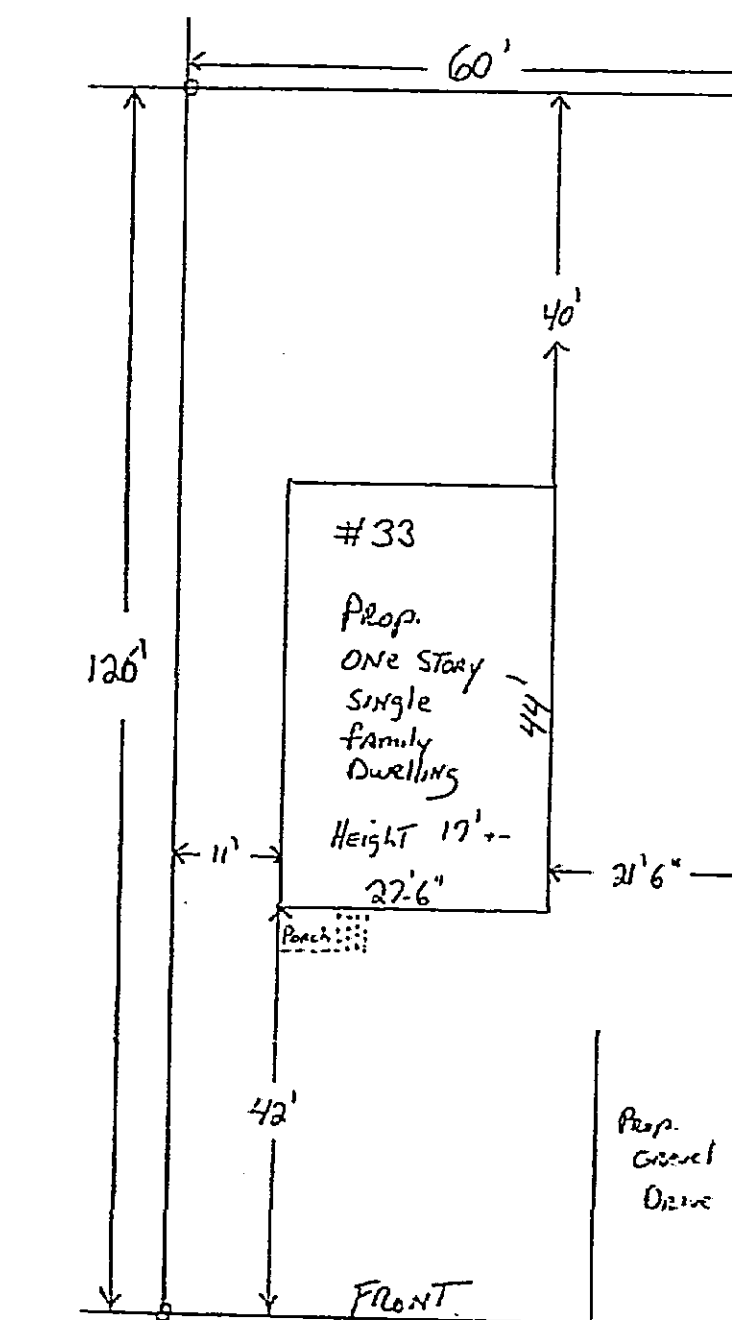 60'
40'
#33
Prop.
ONE STORY
Single
family
Dwelling
44'
126'
Height 17' +-
11'
27'-6"
21'6"
Porch
42'
Prop.
Gravel
Drive
FRONT.